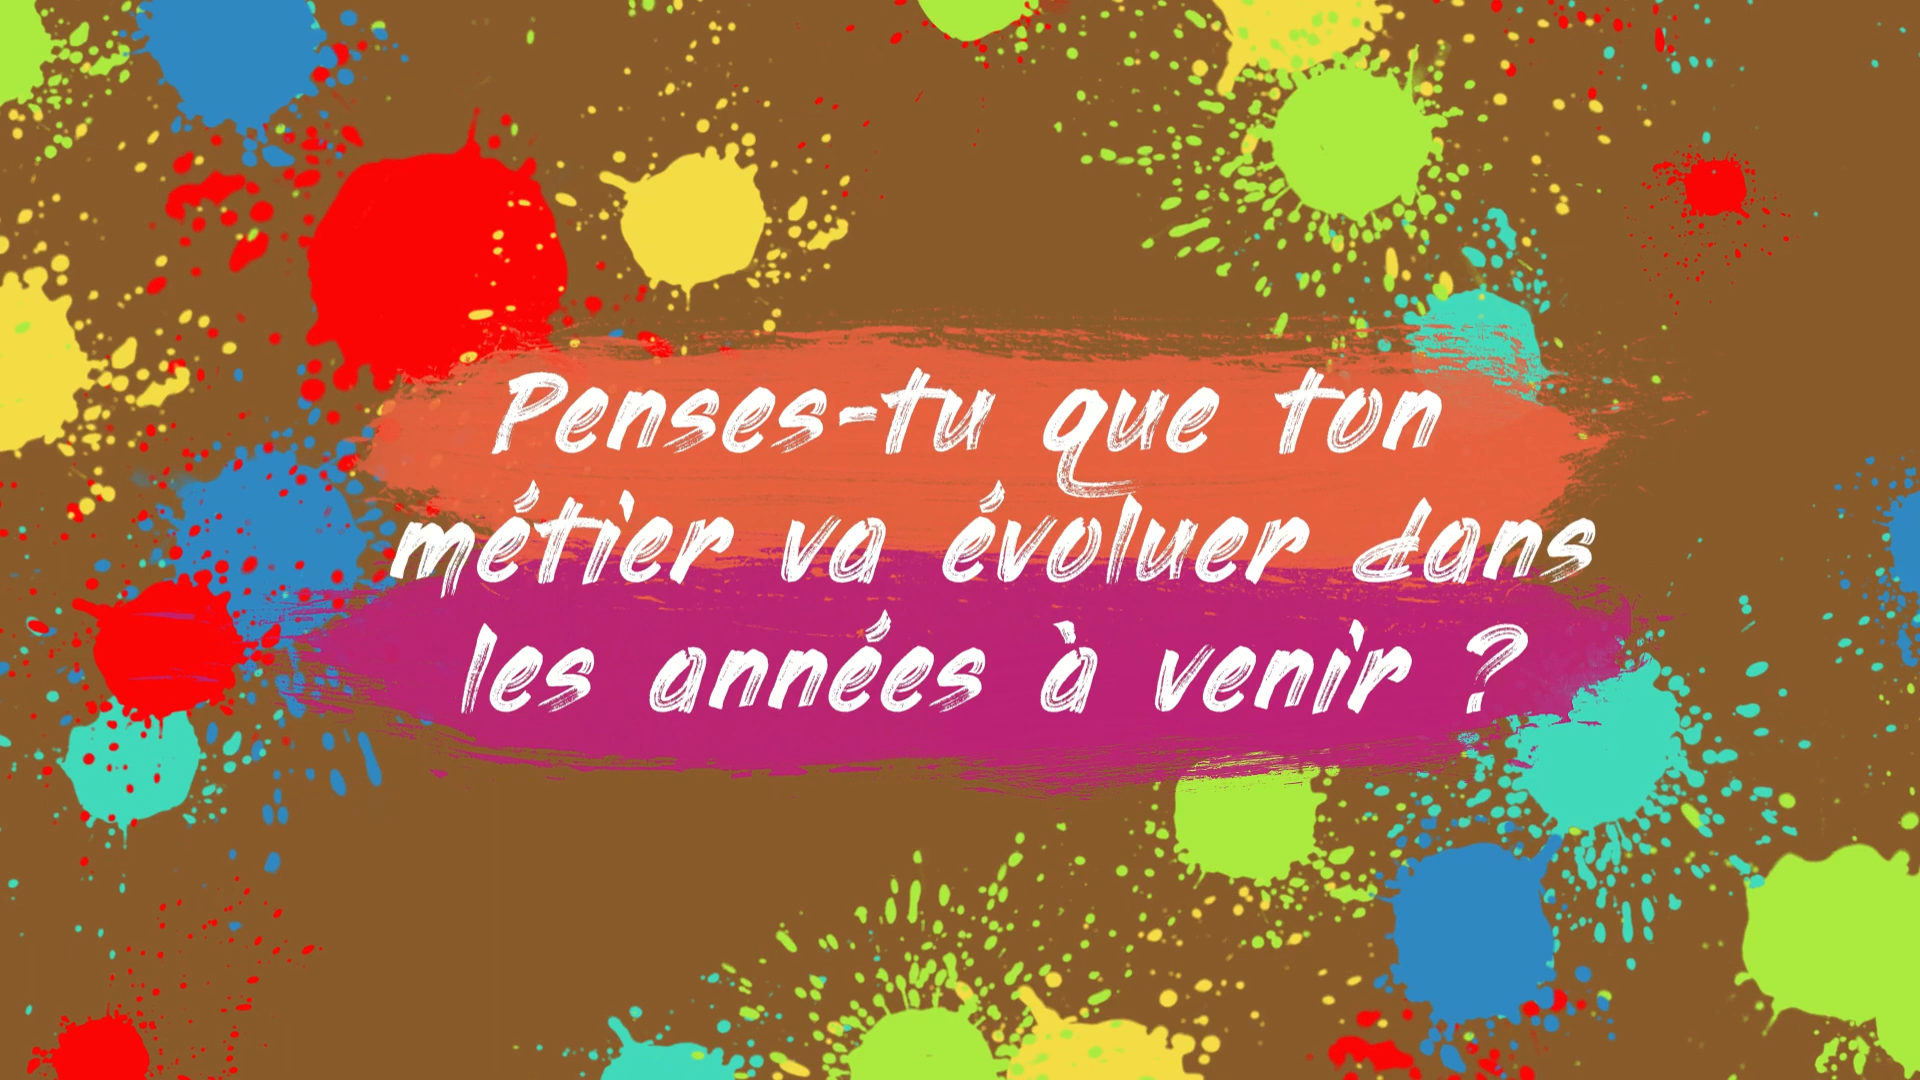 Penses-tu que ton
métier va évoluer dans
les années à venir ?